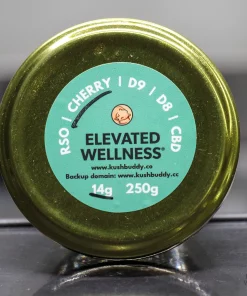 RSO | CHERRY | D9 | D8 | CBD
ELEVATED
WELLNESS®
www.kushbuddy.co
Backup domain: www.kushbuddy.cc
14g 250g